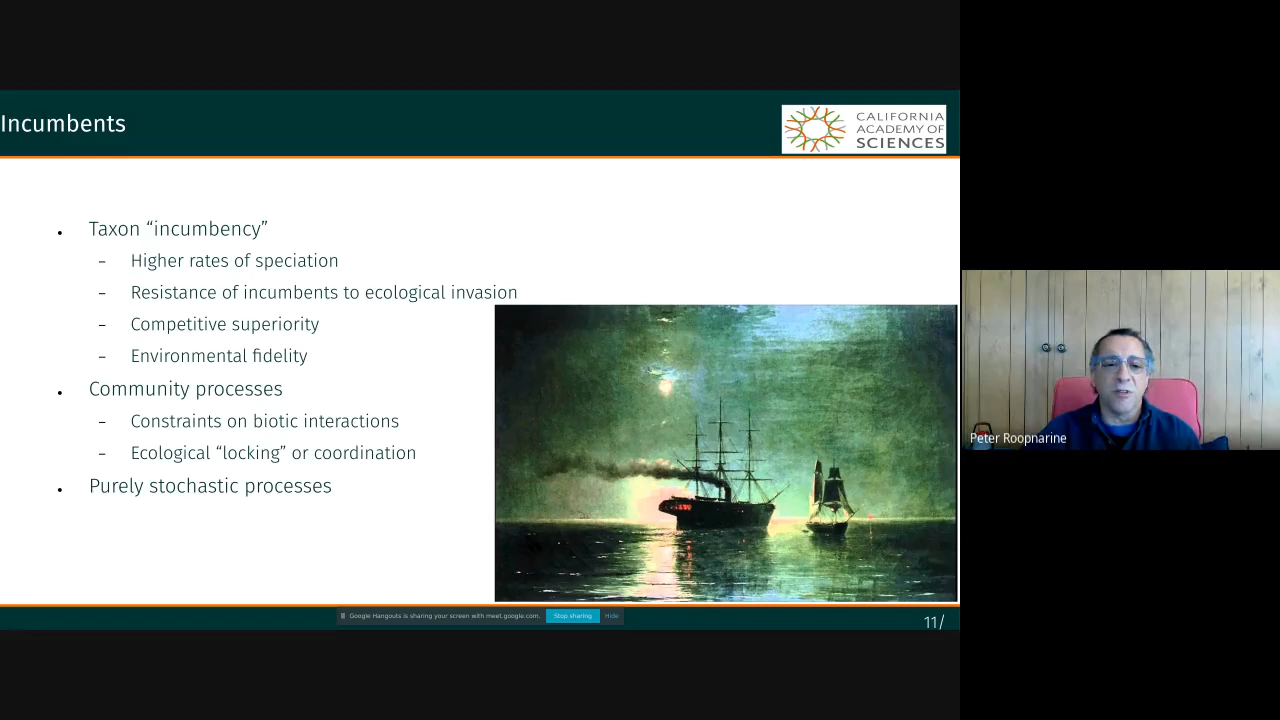 Incumbents
CALIFORNIA
ACADEMY OF
SCIENCES
Taxon “incumbency”
Higher rates of speciation
Resistance of incumbents to ecological invasion
Competitive superiority
Environmental fidelity
Community processes
Constraints on biotic interactions
Ecological “locking” or coordination
Purely stochastic processes
Google Hangouts is sharing your screen with meet.google.com.
Stop sharing
Hide
11/
Peter Roopnarine